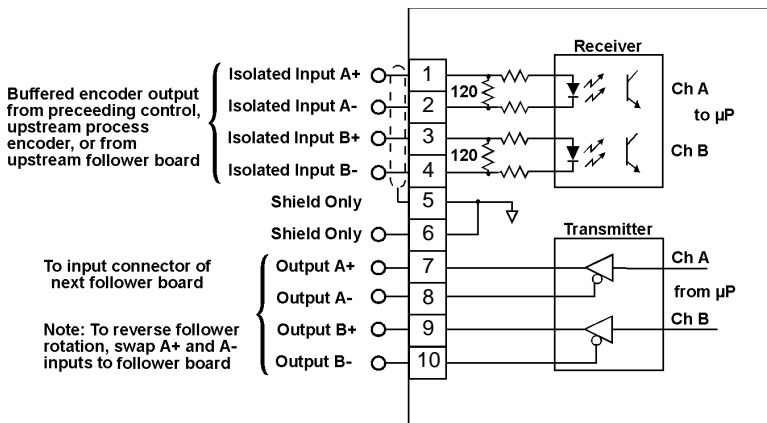 Buffered encoder output
from preceeding control,
upstream process
encoder, or from
upstream follower board
Isolated Input A+
Isolated Input A-
Isolated Input B+
Isolated Input B-
Shield Only
Shield Only
1
2
3
4
5
6
120
120
Receiver
Ch A
to µP
Ch B
To input connector of
next follower board
Note: To reverse follower
rotation, swap A+ and A-
inputs to follower board
Output A+
Output A-
Output B+
Output B-
7
8
9
10
Transmitter
Ch A
from µP
Ch B